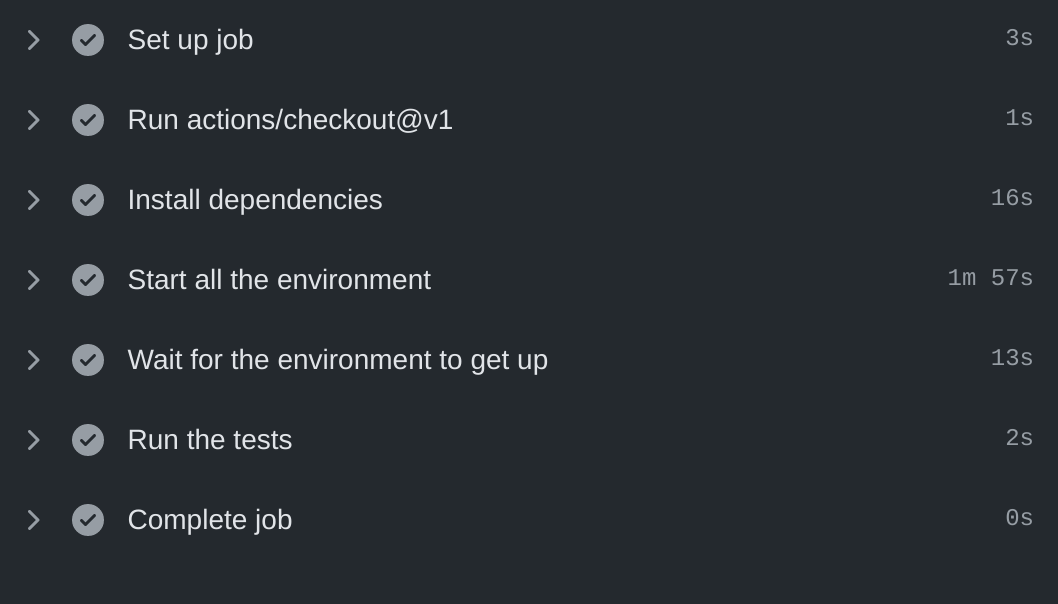 Set up job 3s
Run actions/checkout@v1 1s
Install dependencies 16s
Start all the environment 1m 57s
Wait for the environment to get up 13s
Run the tests 2s
Complete job 0s